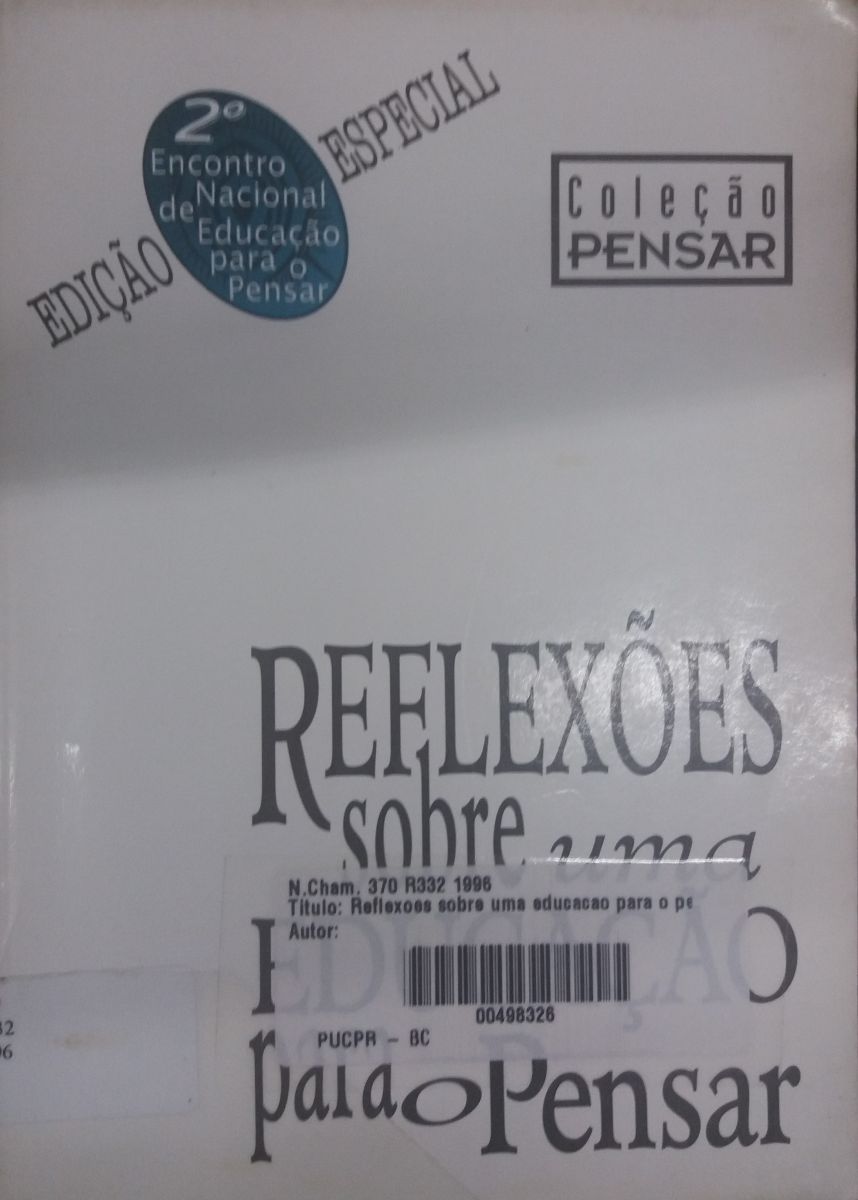 EDIÇÃO
2º
Encontro
Nacional
de
Educação
para o
Pensar
ESPECIAL
Coleção
PENSAR
REFLEXÕES
sobre uma
N.Cham. 370 R332 1996
Título: Reflexoes sobre uma educacao para o pe
Autor:
EDUCAÇÃO
00498326
PUCPR - BC
para o Pensar
32
96